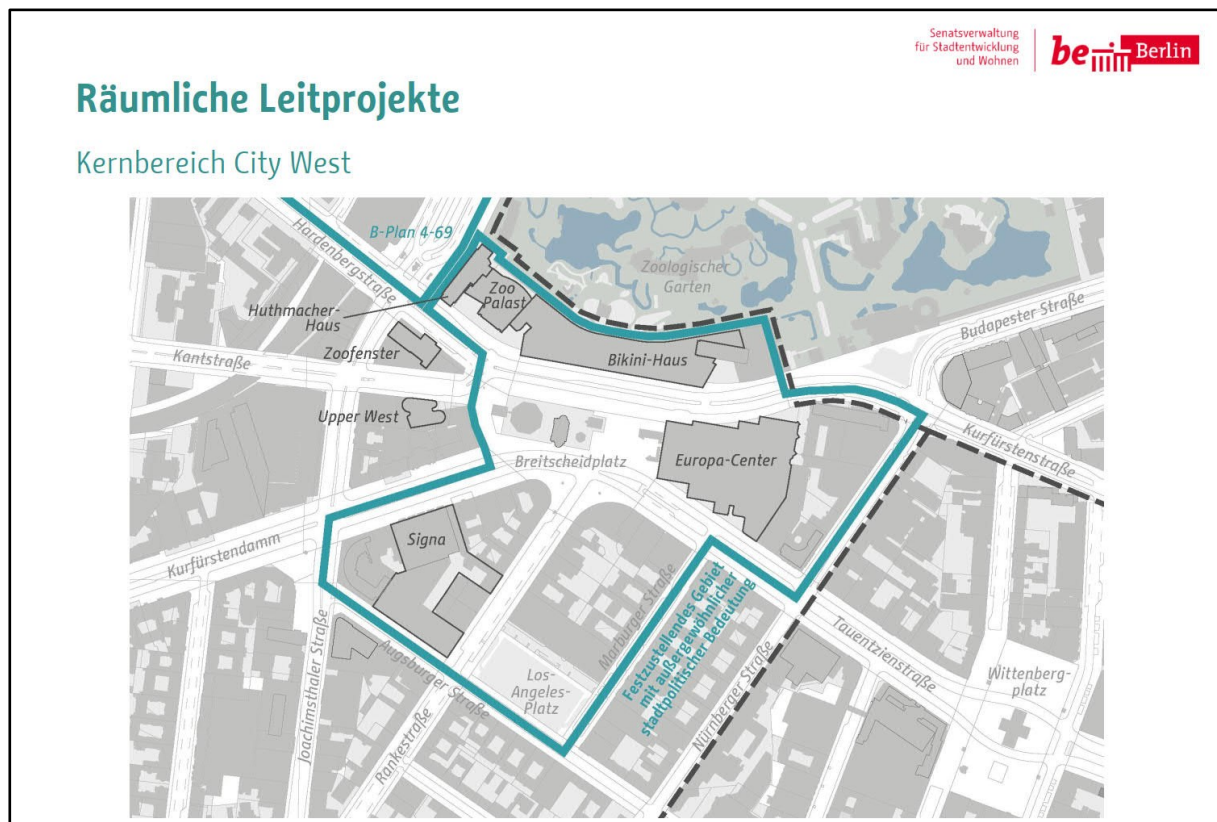 Senatsverwaltung
für Stadtentwicklung
und Wohnen
be Berlin
Räumliche Leitprojekte
Kernbereich City West
B-Plan 4-69
Hardenbergstraße
Zoologischer
Garten
Zoo
Palast
Huthmacher-
Haus
Budapester Straße
Zoofenster
Kantstraße
Bikini-Haus
Upper West
Breitscheidplatz
Europa-Center
Kurfürstenstraße
Signa
Kurfürstendamm
Joachimsthaler Straße
Augsburger Straße
Rankestraße
Los-
Angeles-
Platz
Marburger Straße
Festzustellendes Gebiet
mit außergewöhnlicher
stadtpolitischer Bedeutung
Nürnberger Straße
Tauentzienstraße
Wittenberg-
platz